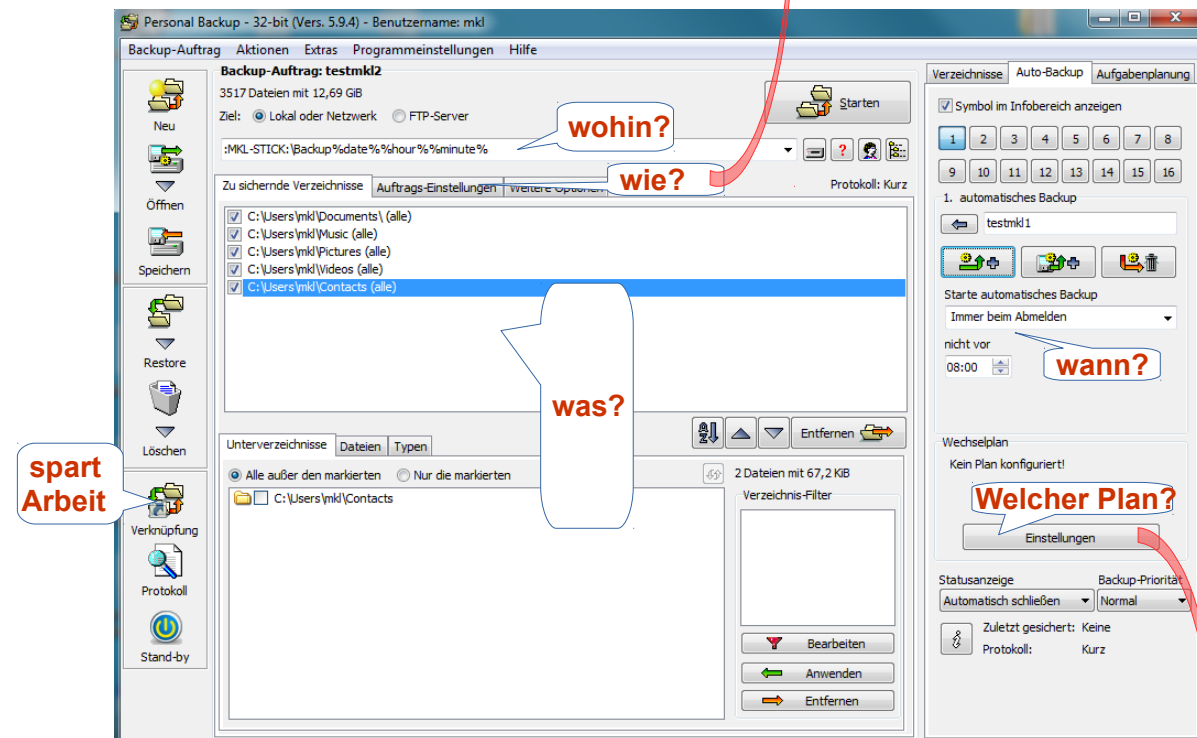 Personal Backup - 32-bit (Vers. 5.9.4) - Benutzername: mkl
Backup-Auftrag Aktionen Extras Programmeinstellungen Hilfe
Neu
Öffnen
Speichern
Restore
Löschen
spart
Arbeit
Verknüpfung
Protokoll
Stand-by
Backup-Auftrag: testmkl2
3517 Dateien mit 12,69 GiB
Starten
Ziel: Lokal oder Netzwerk FTP-Server
wohin?
:MKL-STICK:\Backup%date%%hour%%minute%
?
wie?
Zu sichernde Verzeichnisse Auftrags-Einstellungen Weitere Optionen Protokoll: Kurz
C:\Users\mkl\Documents\ (alle)
C:\Users\mkl\Music (alle)
C:\Users\mkl\Pictures (alle)
C:\Users\mkl\Videos (alle)
C:\Users\mkl\Contacts (alle)
was?
A Z Entfernen
Unterverzeichnisse Dateien Typen
Alle außer den markierten Nur die markierten 2 Dateien mit 67,2 KiB
C:\Users\mkl\Contacts
Verzeichnis-Filter
Bearbeiten
Anwenden
Entfernen
Verzeichnisse Auto-Backup Aufgabenplanung
Symbol im Infobereich anzeigen
1 2 3 4 5 6 7 8
9 10 11 12 13 14 15 16
1. automatisches Backup
testmkl1
Starte automatisches Backup
Immer beim Abmelden
nicht vor
08:00
wann?
Wechselplan
Kein Plan konfiguriert!
Welcher Plan?
Einstellungen
Statusanzeige Backup-Priorität
Automatisch schließen Normal
Zuletzt gesichert: Keine
Protokoll: Kurz